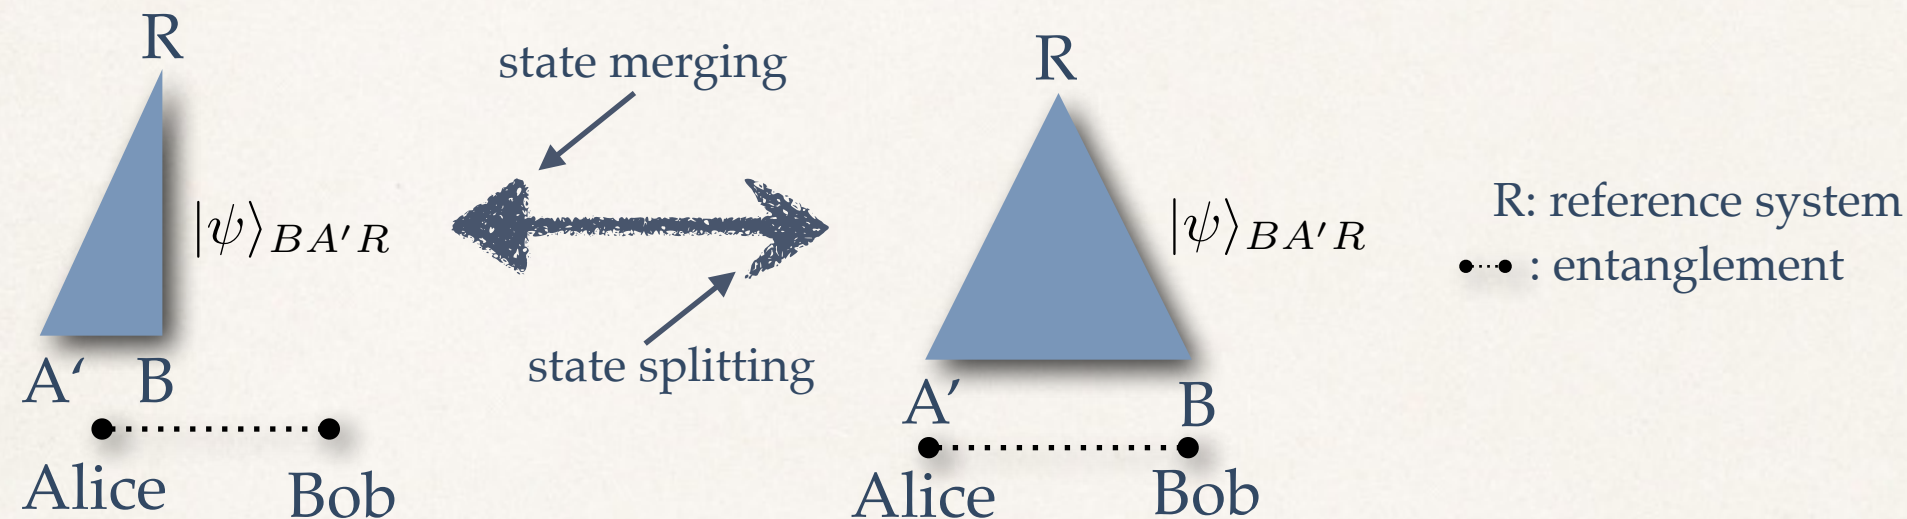 R
|ψ⟩BA′R
A‘ B
Alice Bob
state merging
state splitting
R
|ψ⟩BA′R
A’ B
Alice Bob
R: reference system
: entanglement